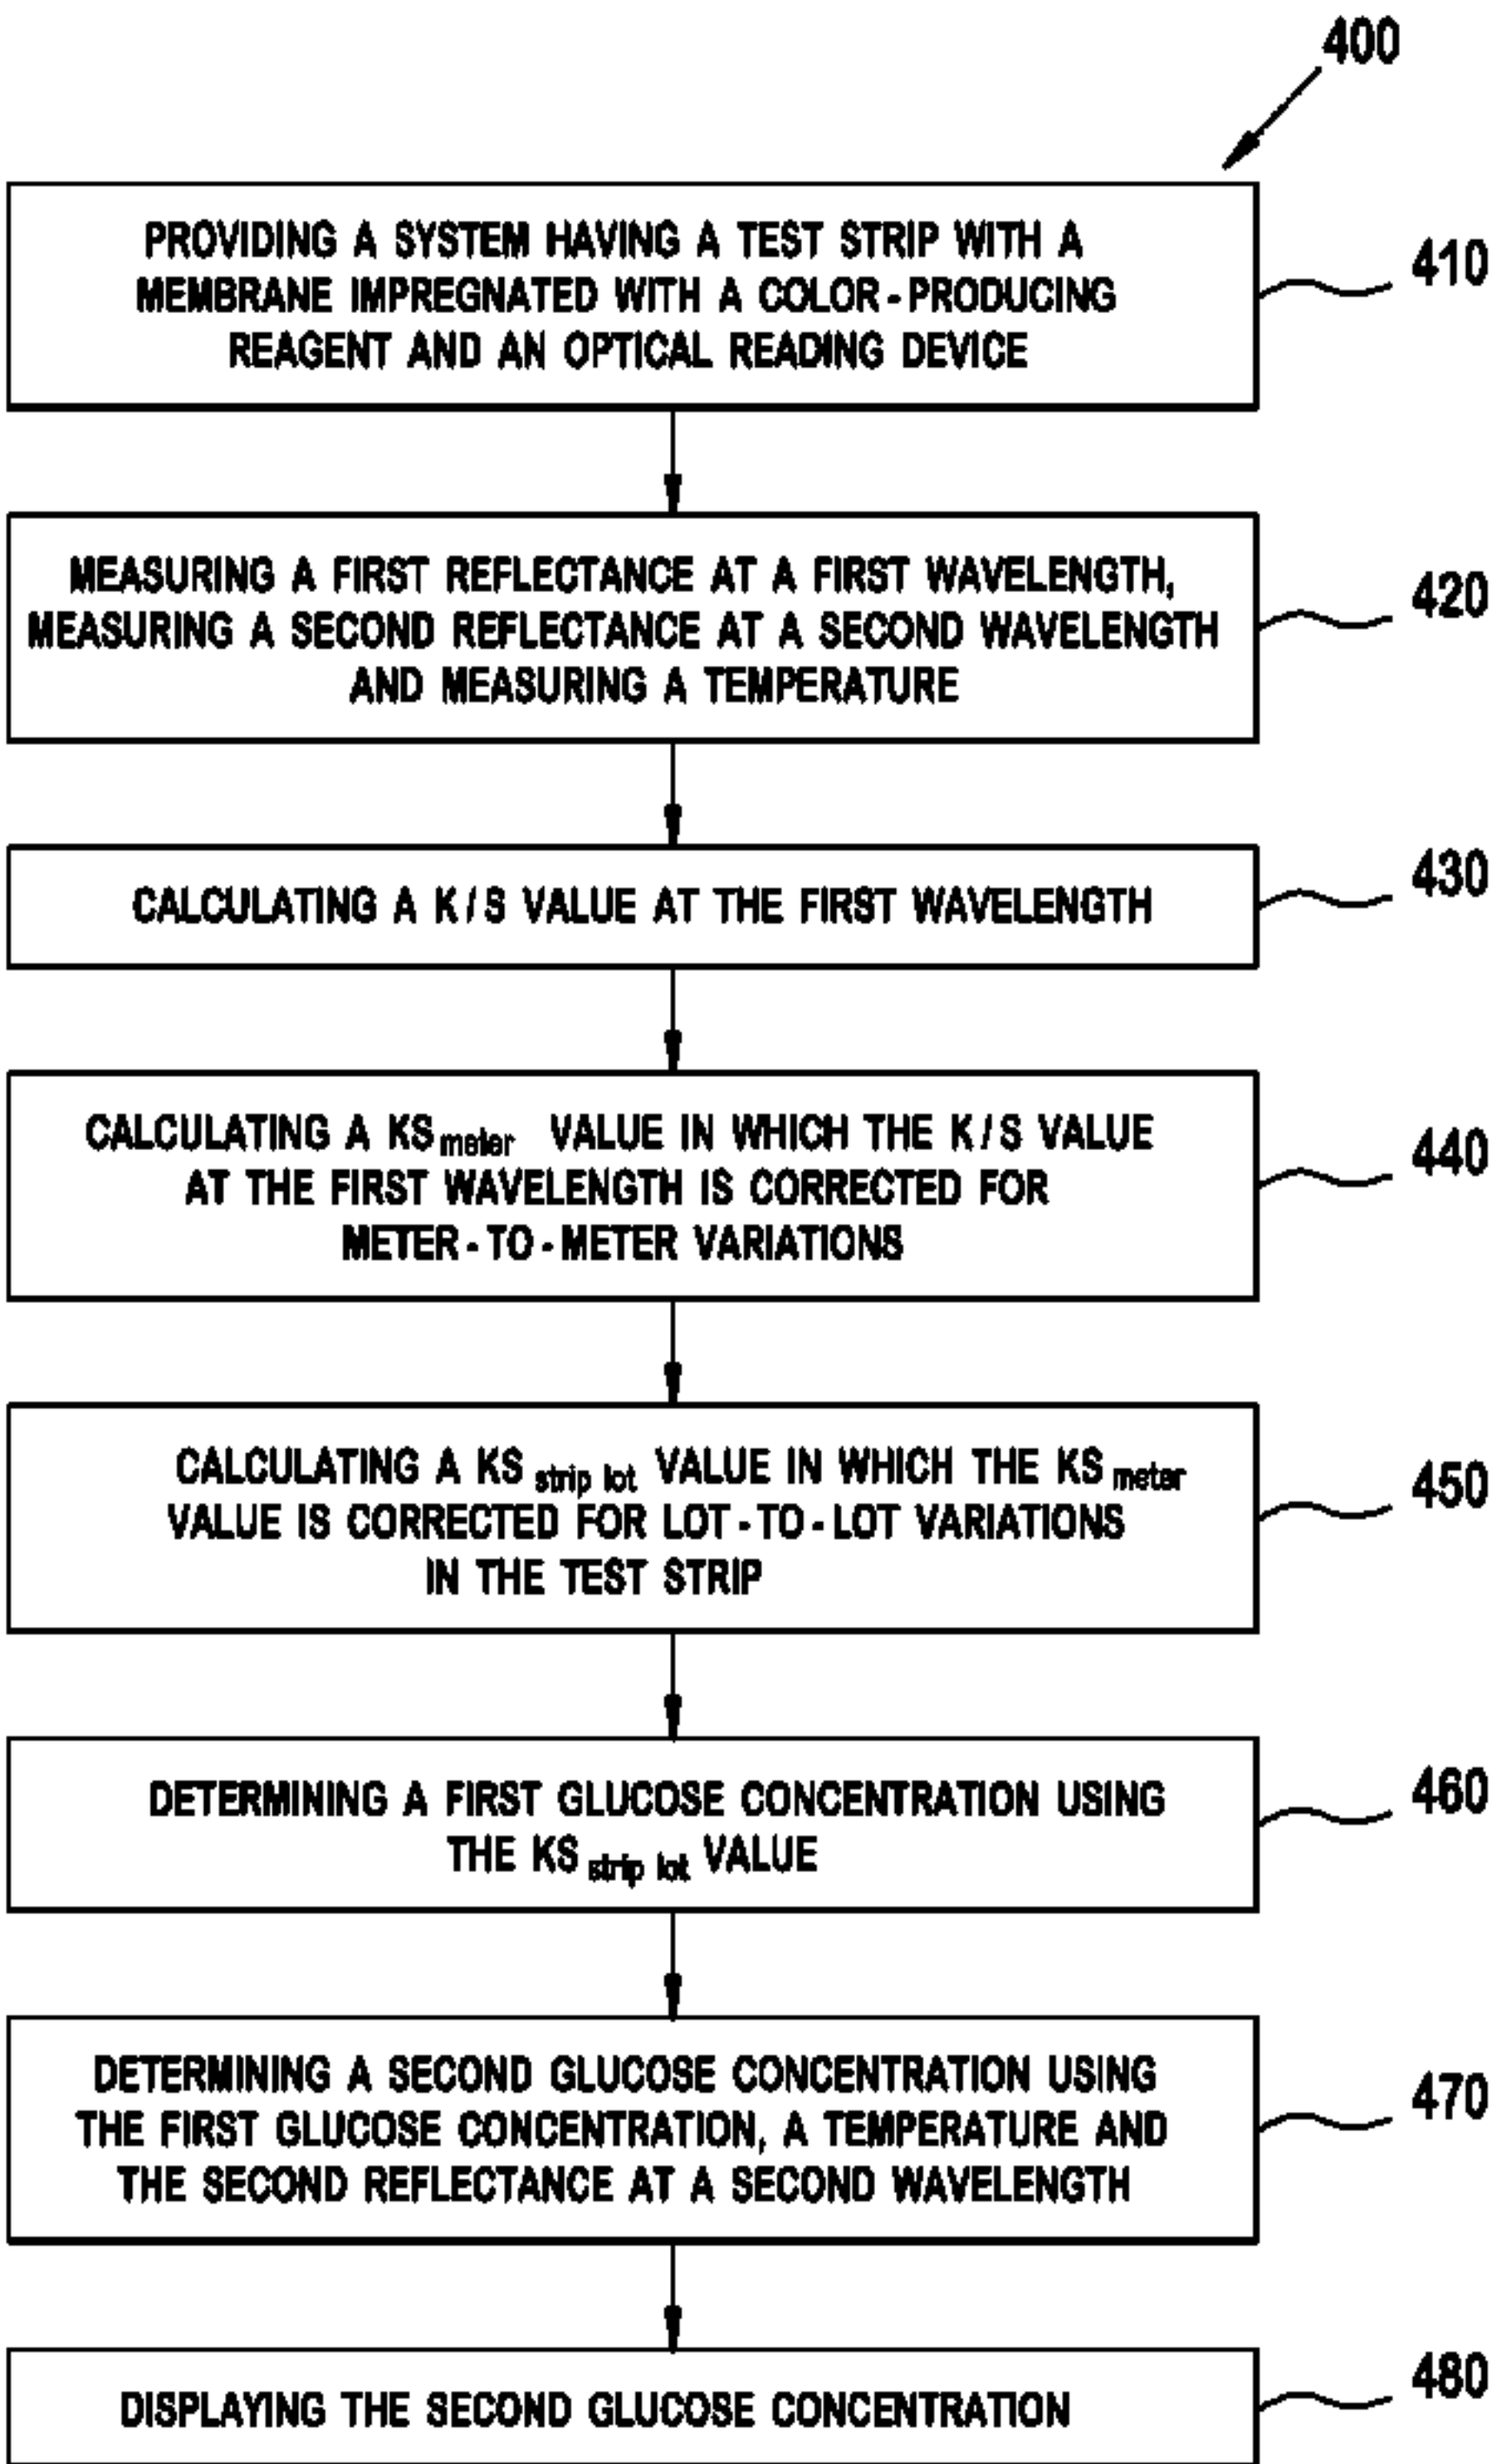 400
PROVIDING A SYSTEM HAVING A TEST STRIP WITH A
MEMBRANE IMPREGNATED WITH A COLOR-PRODUCING
REAGENT AND AN OPTICAL READING DEVICE
410
MEASURING A FIRST REFLECTANCE AT A FIRST WAVELENGTH,
MEASURING A SECOND REFLECTANCE AT A SECOND WAVELENGTH
AND MEASURING A TEMPERATURE
420
CALCULATING A K/S VALUE AT THE FIRST WAVELENGTH
430
CALCULATING A KS meter VALUE IN WHICH THE K/S VALUE
AT THE FIRST WAVELENGTH IS CORRECTED FOR
METER-TO-METER VARIATIONS
440
CALCULATING A KS strip lot VALUE IN WHICH THE KS meter
VALUE IS CORRECTED FOR LOT-TO-LOT VARIATIONS
IN THE TEST STRIP
450
DETERMINING A FIRST GLUCOSE CONCENTRATION USING
THE KS strip lot VALUE
460
DETERMINING A SECOND GLUCOSE CONCENTRATION USING
THE FIRST GLUCOSE CONCENTRATION, A TEMPERATURE AND
THE SECOND REFLECTANCE AT A SECOND WAVELENGTH
470
DISPLAYING THE SECOND GLUCOSE CONCENTRATION
480